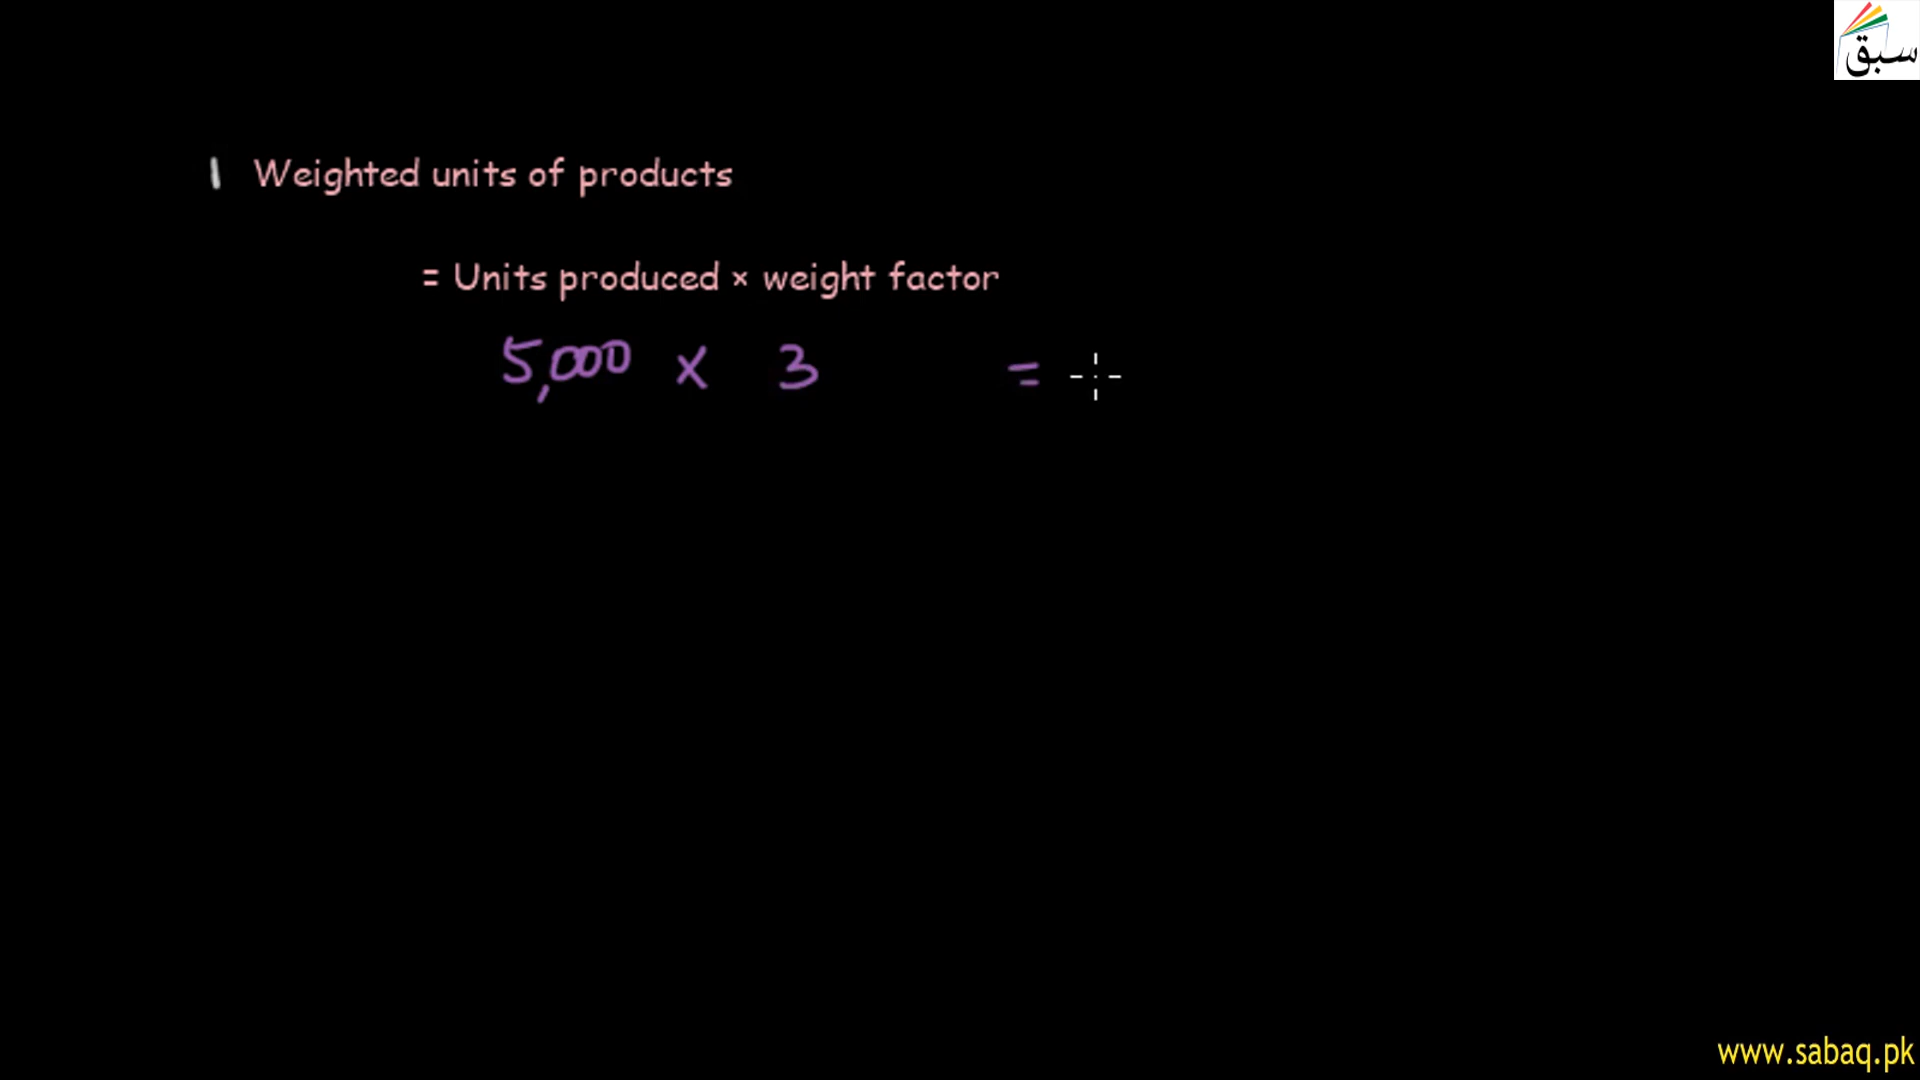 سبق
1 Weighted units of products
= Units produced × weight factor
5,000 x 3 =
www.sabaq.pk